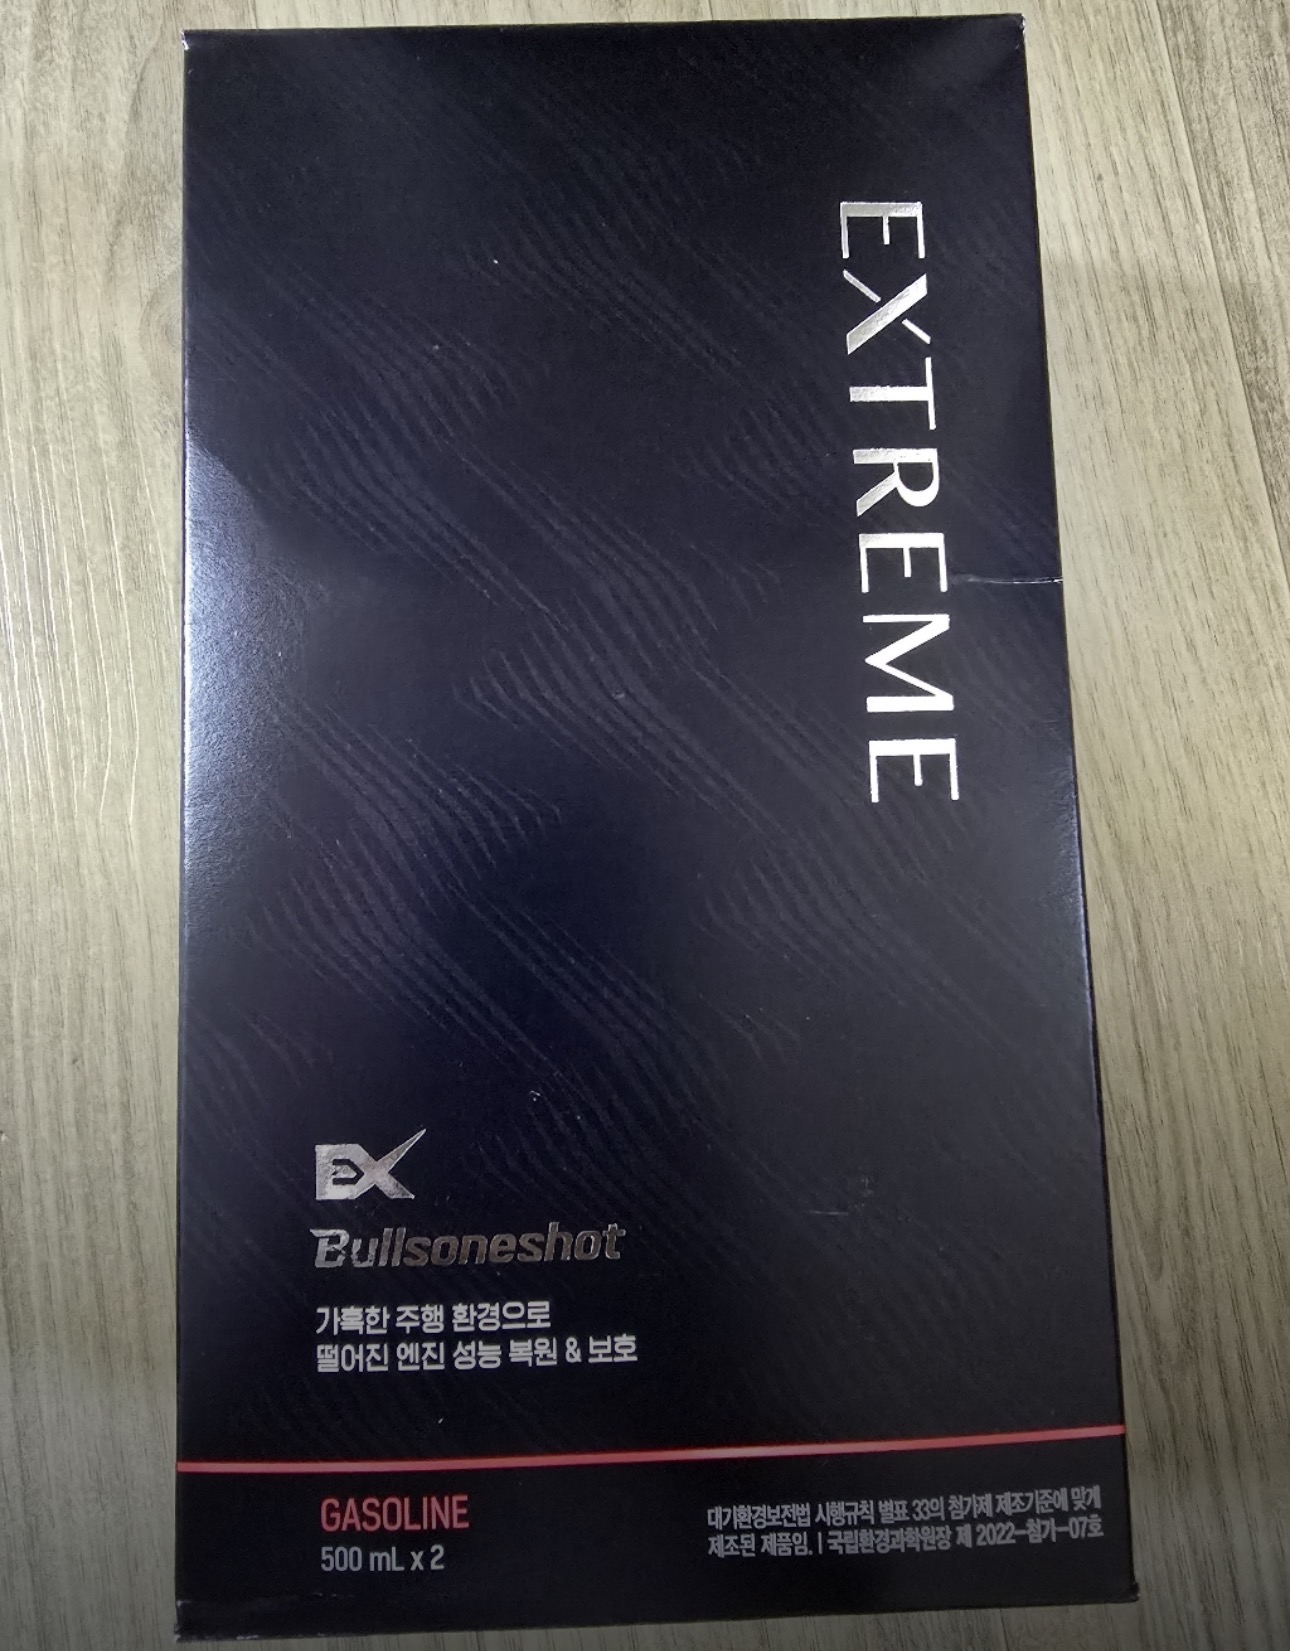 EXTREME
EX
Bullsoneshot
가혹한 주행 환경으로
떨어진 엔진 성능 복원 & 보호
GASOLINE
500 mL x 2
대기환경보전법 시행규칙 별표 33의 첨가제 제조기준에 맞게
제조된 제품임. | 국립환경과학원장 제 2022-첨가-07호